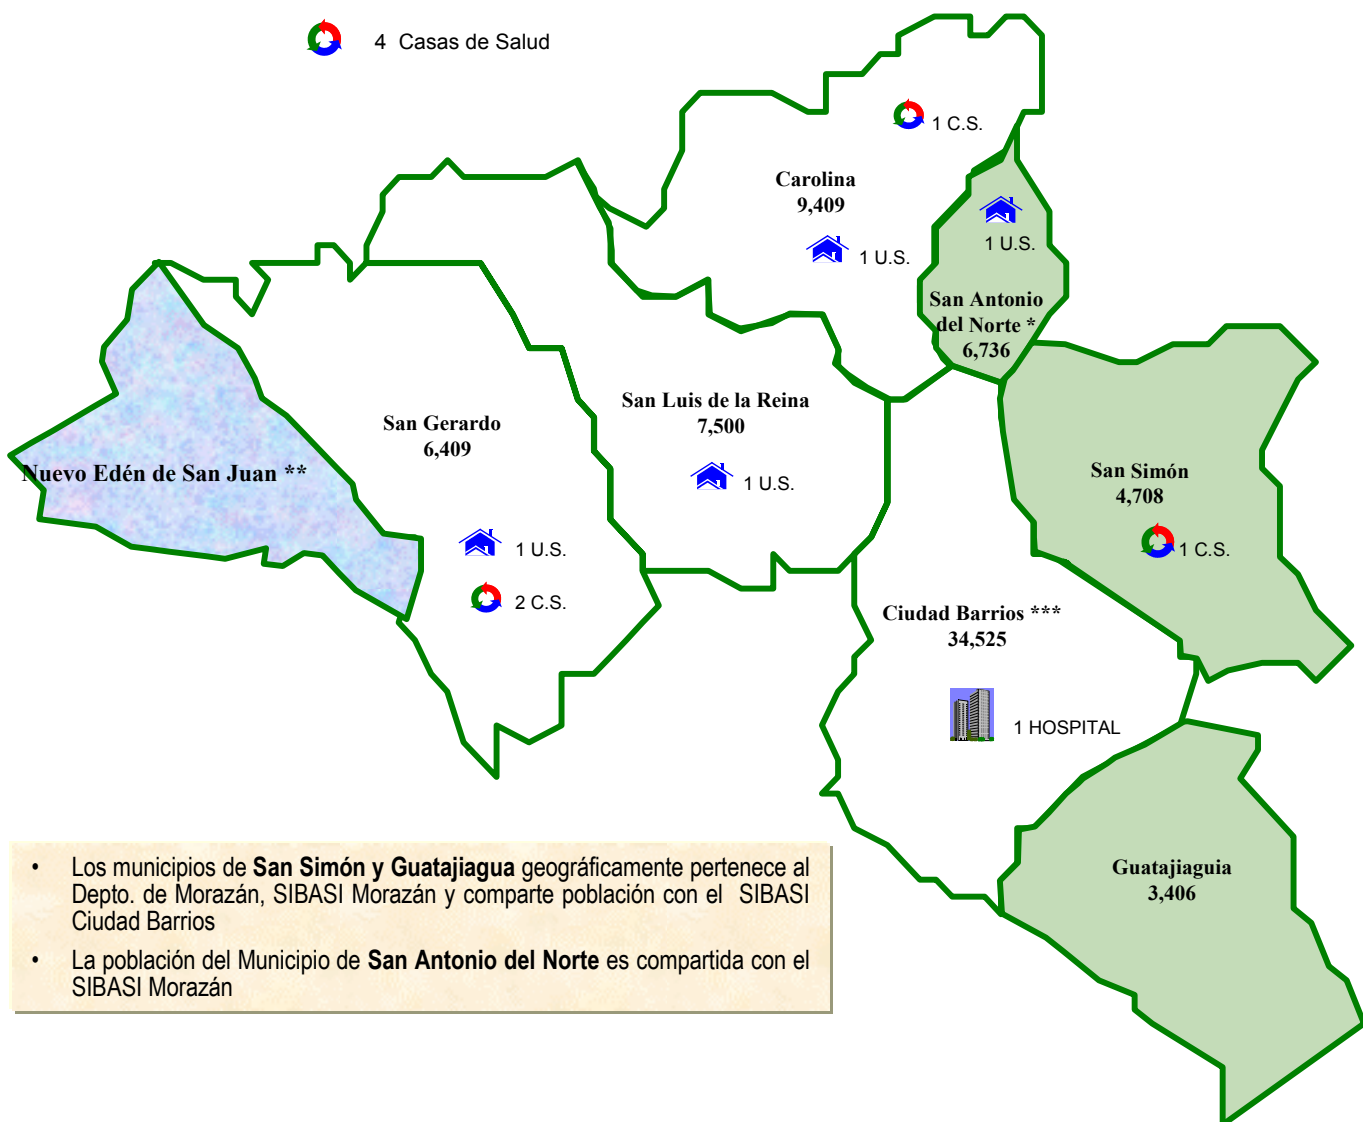 4 Casas de Salud
1 C.S.
Carolina
9,409
1 U.S.
1 U.S.
San Antonio
del Norte *
6,736
San Luis de la Reina
7,500
1 U.S.
San Gerardo
6,409
1 U.S.
2 C.S.
Nuevo Edén de San Juan **
San Simón
4,708
1 C.S.
Ciudad Barrios ***
34,525
1 HOSPITAL
Guatajiaguia
3,406
• Los municipios de San Simón y Guatajiagua geográficamente pertenece al
Depto. de Morazán, SIBASI Morazán y comparte población con el SIBASI
Ciudad Barrios
• La población del Municipio de San Antonio del Norte es compartida con el
SIBASI Morazán